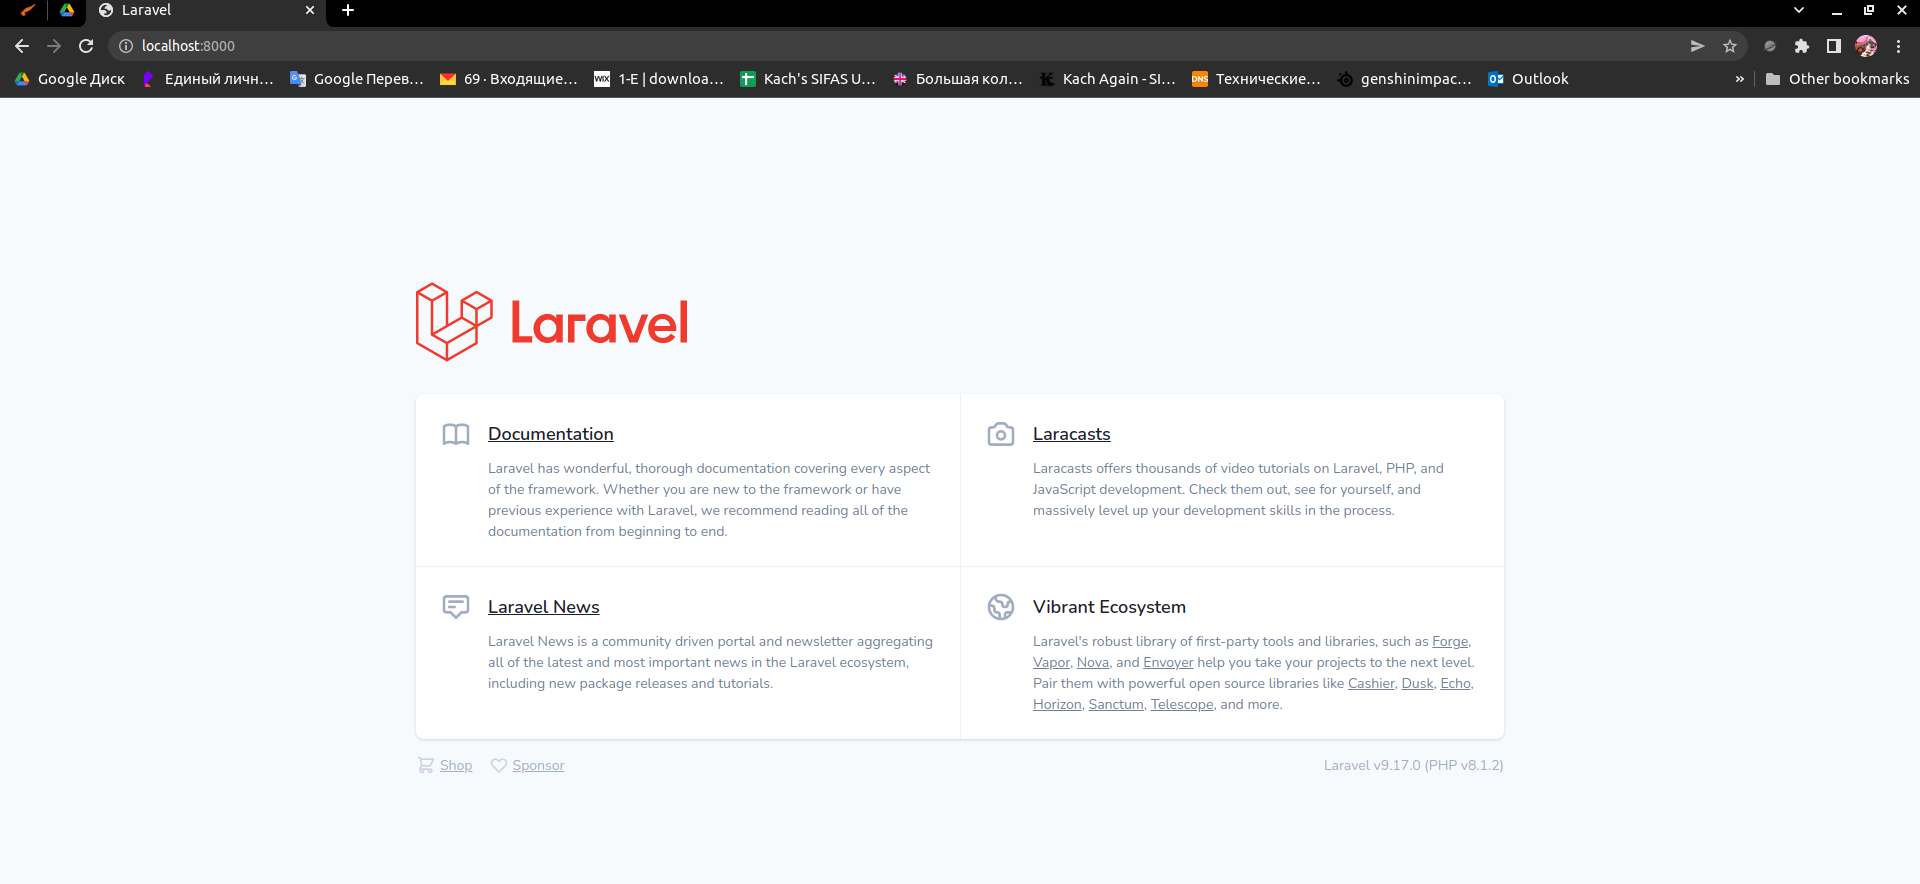 Laravel
localhost:8000
Google Диск
Единый личн...
Google Перев...
69 · Входящие...
WIX
1-E | downloa...
Kach's SIFAS U...
Большая кол...
Kach Again - SI...
DNS
Технические...
genshinimpac...
Outlook
»
Other bookmarks
Laravel
Documentation
Laravel has wonderful, thorough documentation covering every aspect
of the framework. Whether you are new to the framework or have
previous experience with Laravel, we recommend reading all of the
documentation from beginning to end.
Laracasts
Laracasts offers thousands of video tutorials on Laravel, PHP, and
JavaScript development. Check them out, see for yourself, and
massively level up your development skills in the process.
Laravel News
Laravel News is a community driven portal and newsletter aggregating
all of the latest and most important news in the Laravel ecosystem,
including new package releases and tutorials.
Vibrant Ecosystem
Laravel's robust library of first-party tools and libraries, such as Forge,
Vapor, Nova, and Envoyer help you take your projects to the next level.
Pair them with powerful open source libraries like Cashier, Dusk, Echo,
Horizon, Sanctum, Telescope, and more.
Shop
Sponsor
Laravel v9.17.0 (PHP v8.1.2)